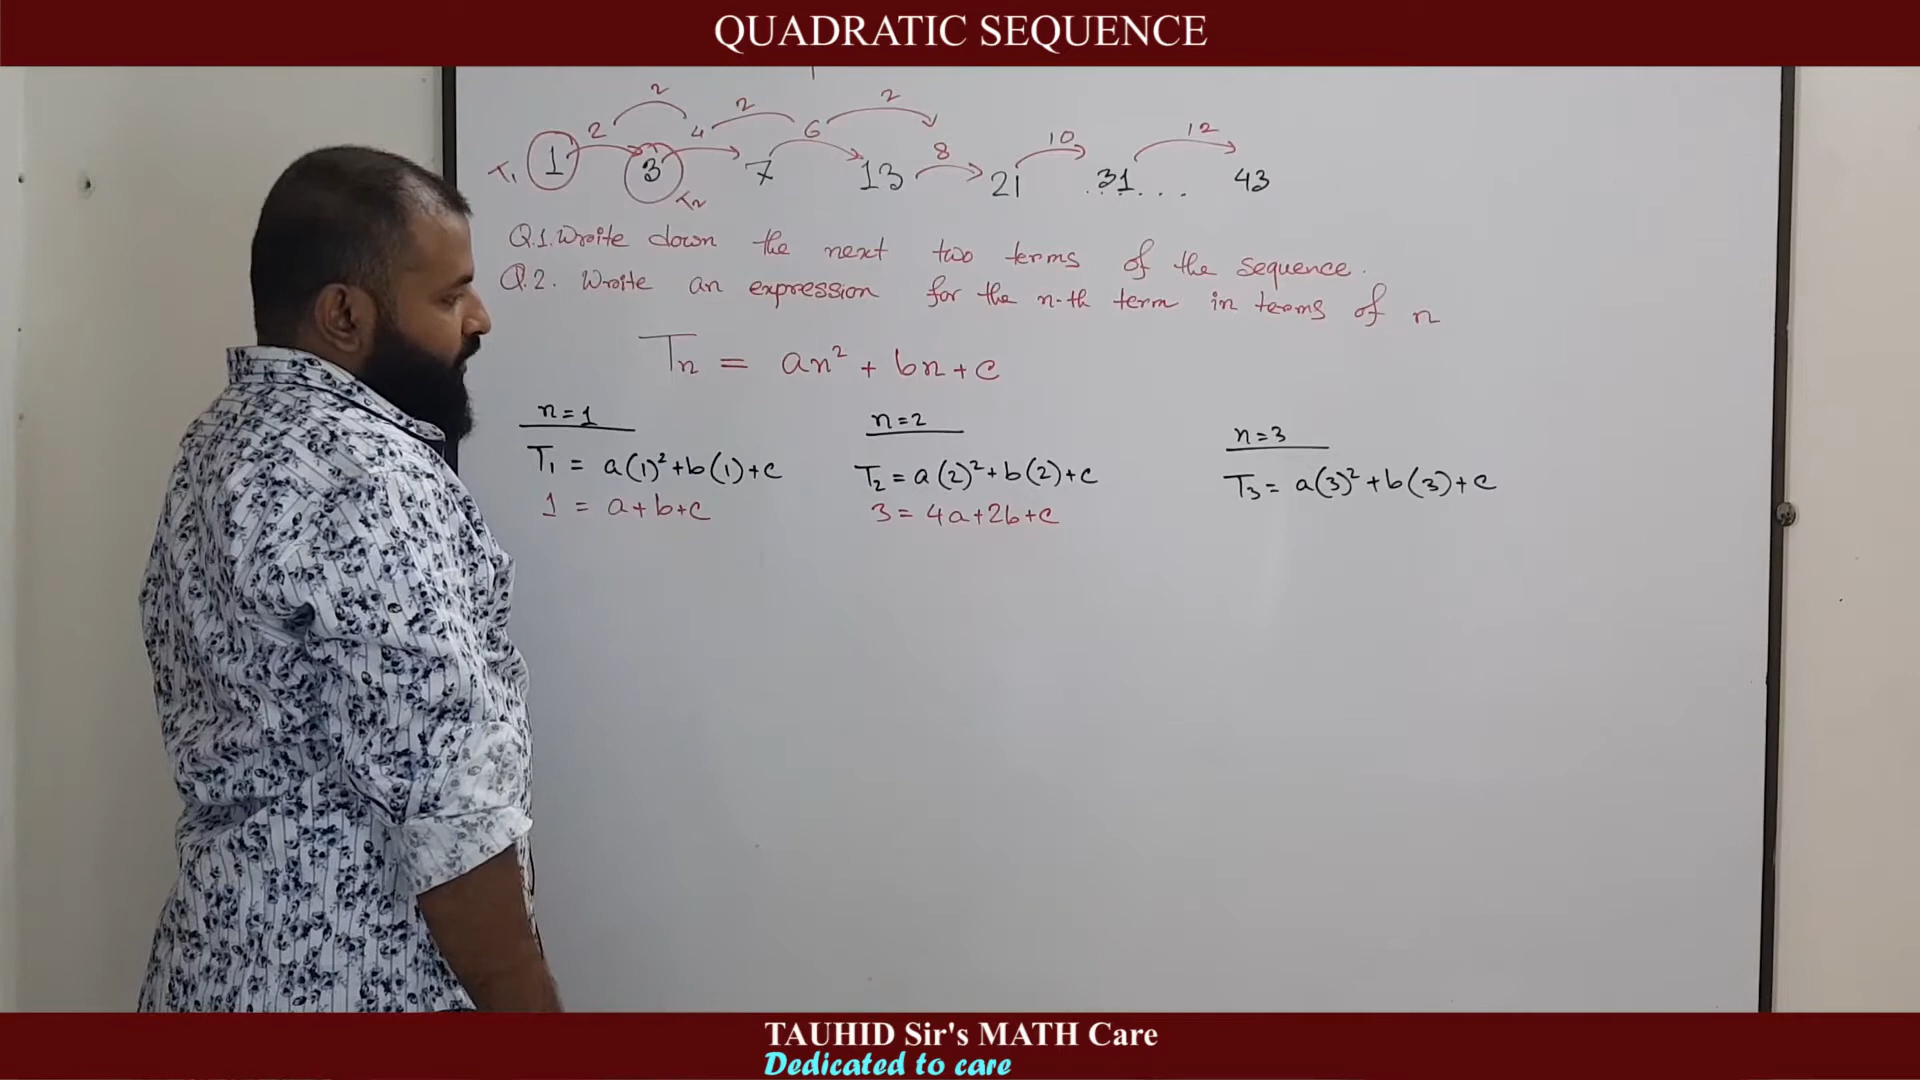 QUADRATIC SEQUENCE
2 2 2
2 4 6 8 10 12
T₁ 1 3 7 13 21 31 . . . 43
T₂
Q.1. Write down the next two terms of the sequence.
Q.2. Write an expression for the n-th term in terms of n
Tn = an² + bn + c
n=1 n=2 n=3
T₁ = a(1)²+b(1)+c T₂ = a(2)²+b(2)+c T₃ = a(3)²+b(3)+c
1 = a+b+c 3 = 4a+2b+c
TAUHID Sir's MATH Care
Dedicated to care